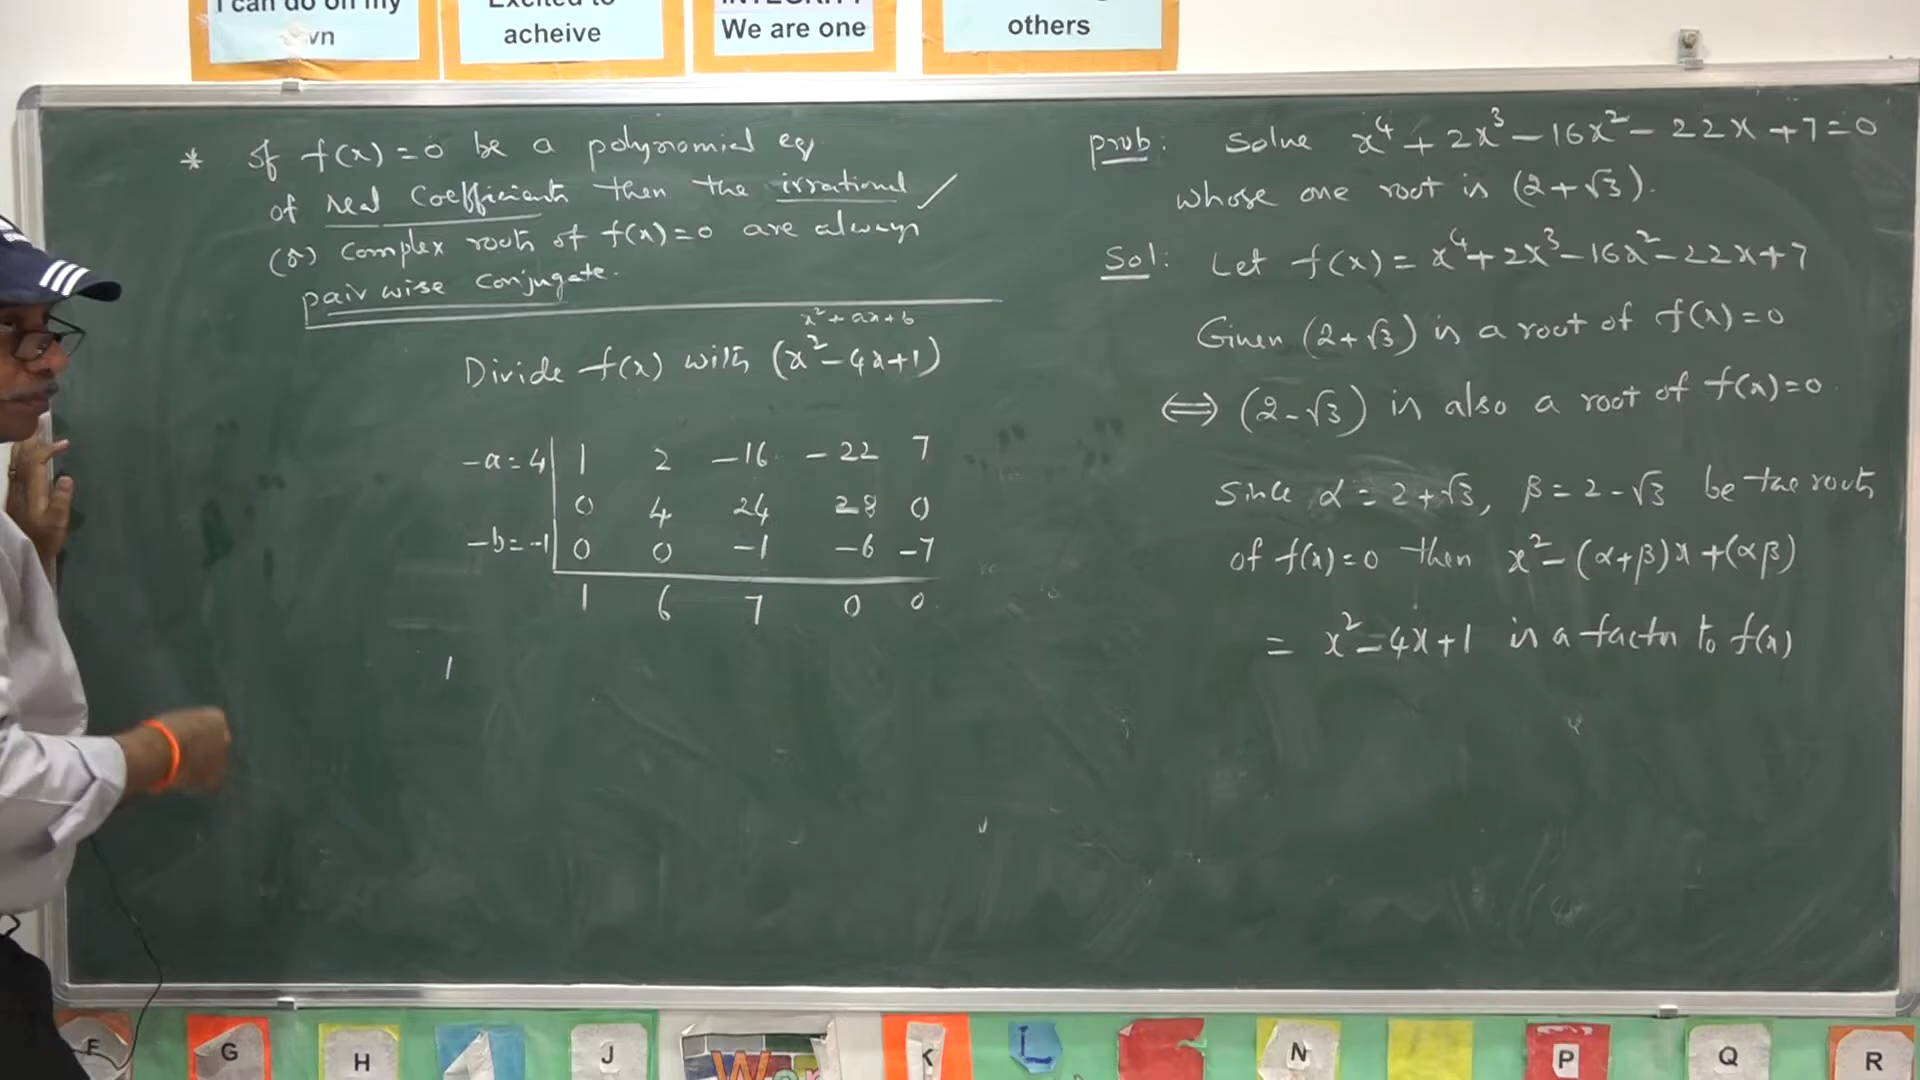 I can do on my
wn
Excited to
acheive
INTEGRITY
We are one
others
* If f(x) = 0 be a polynomial eq
of real coefficients then the irrational ✓
(or) complex roots of f(x)=0 are always
pair wise conjugate.
x² + ax + b
Divide f(x) with (x² - 4x + 1)
-a = 4 | 1 2 -16 -22 7
0 4 24 28 0
-b = -1 | 0 0 -1 -6 -7
1 6 7 0 0
1
prob: Solve x⁴ + 2x³ - 16x² - 22x + 7 = 0
whose one root is (2+√3).
Sol: Let f(x) = x⁴ + 2x³ - 16x² - 22x + 7
Given (2+√3) is a root of f(x) = 0
⟺ (2-√3) is also a root of f(x) = 0
Since α = 2+√3, β = 2-√3 be the roots
of f(x) = 0 then x² - (α+β)x + (αβ)
= x² - 4x + 1 is a factor to f(x)
F G H J K L N P Q R